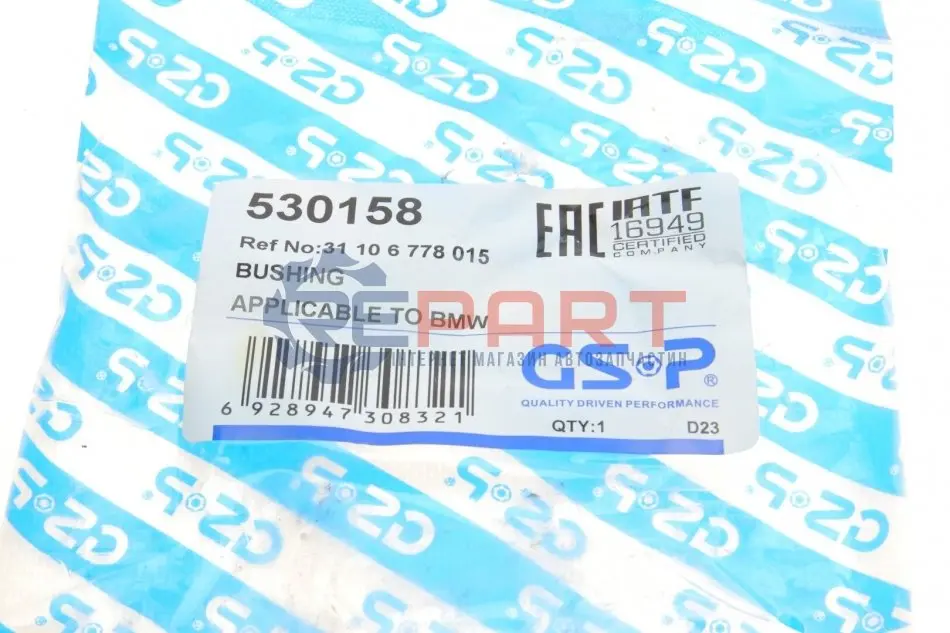 530158
Ref No:31 10 6 778 015
BUSHING
APPLICABLE TO BMW
6 928947 308321
EAC
IATF
16949
CERTIFIED
COMPANY
GSP®
QUALITY DRIVEN PERFORMANCE
QTY:1 D23
REPART
ИНТЕРНЕТ МАГАЗИН АВТОЗАПЧАСТИН